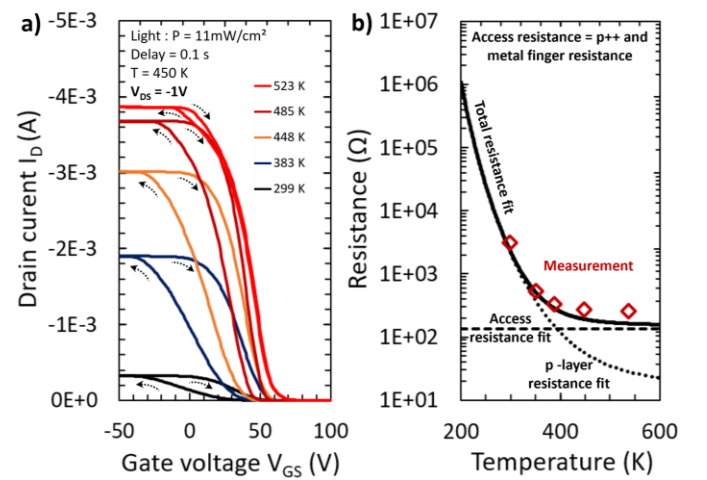 a)
-5E-3
-4E-3
-3E-3
-2E-3
-1E-3
0E+0
Drain curent I_D (A)
Light : P = 11mW/cm²
Delay = 0.1 s
T = 450 K
V_DS = -1V
523 K
485 K
448 K
383 K
299 K
-50
0
50
100
Gate voltage V_GS (V)
b)
1E+07
1E+06
1E+05
1E+04
1E+03
1E+02
1E+01
Resistance (Ω)
Access resistance = p++ and
metal finger resistance
Total resistance fit
Measurement
Access
resistance fit
p -layer
resistance fit
200
400
600
Temperature (K)